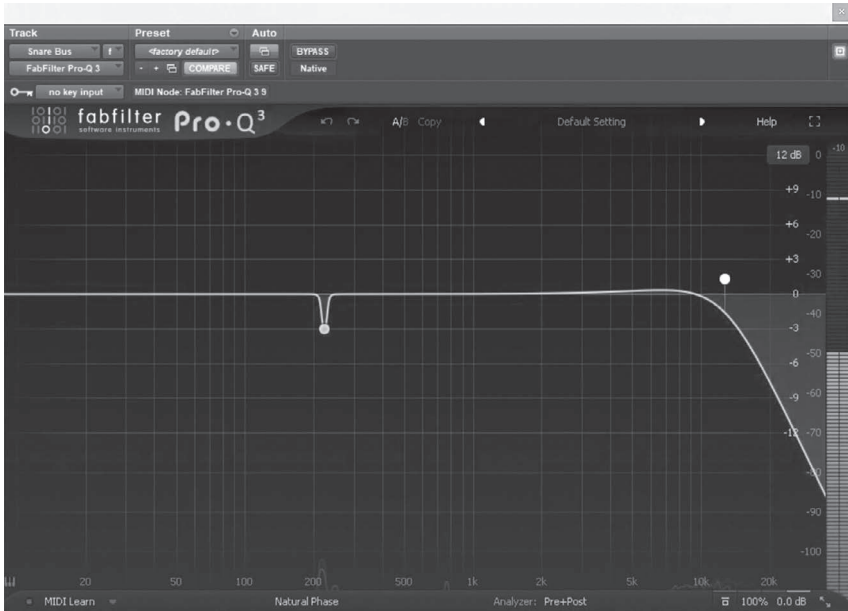 Track Preset Auto
Snare Bus f <factory default> BYPASS
FabFilter Pro-Q 3 - + COMPARE SAFE Native
no key input MIDI Node: FabFilter Pro-Q 3 9
fabfilter software instruments Pro·Q3 A/B Copy Default Setting Help
12 dB 0 -10
+9 -10
+6 -20
+3 -30
0 -40
-3 -50
-6 -60
-9
-12 -70
-80
-90
-100
20 50 100 200 500 1k 2k 5k 10k 20k
MIDI Learn Natural Phase Analyzer: Pre+Post 100% 0.0 dB